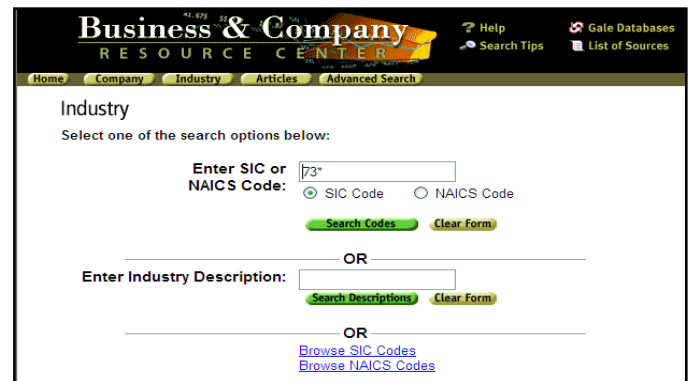 Business & Company
RESOURCE CENTER
? Help
Search Tips
Gale Databases
List of Sources
Home
Company
Industry
Articles
Advanced Search
Industry
Select one of the search options below:
Enter SIC or
NAICS Code:
73*
SIC Code
NAICS Code
Search Codes
Clear Form
OR
Enter Industry Description:
Search Descriptions
Clear Form
OR
Browse SIC Codes
Browse NAICS Codes